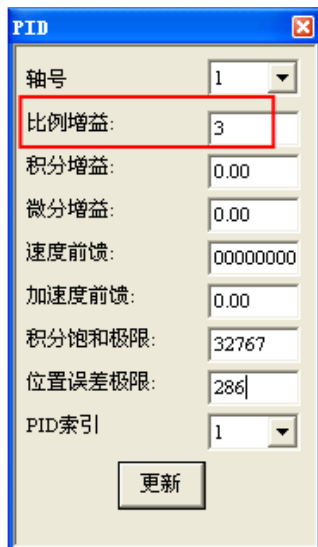 PID
轴号 1
比例增益: 3
积分增益: 0.00
微分增益: 0.00
速度前馈: 00000000
加速度前馈: 0.00
积分饱和极限: 32767
位置误差极限: 286
PID索引 1
更新